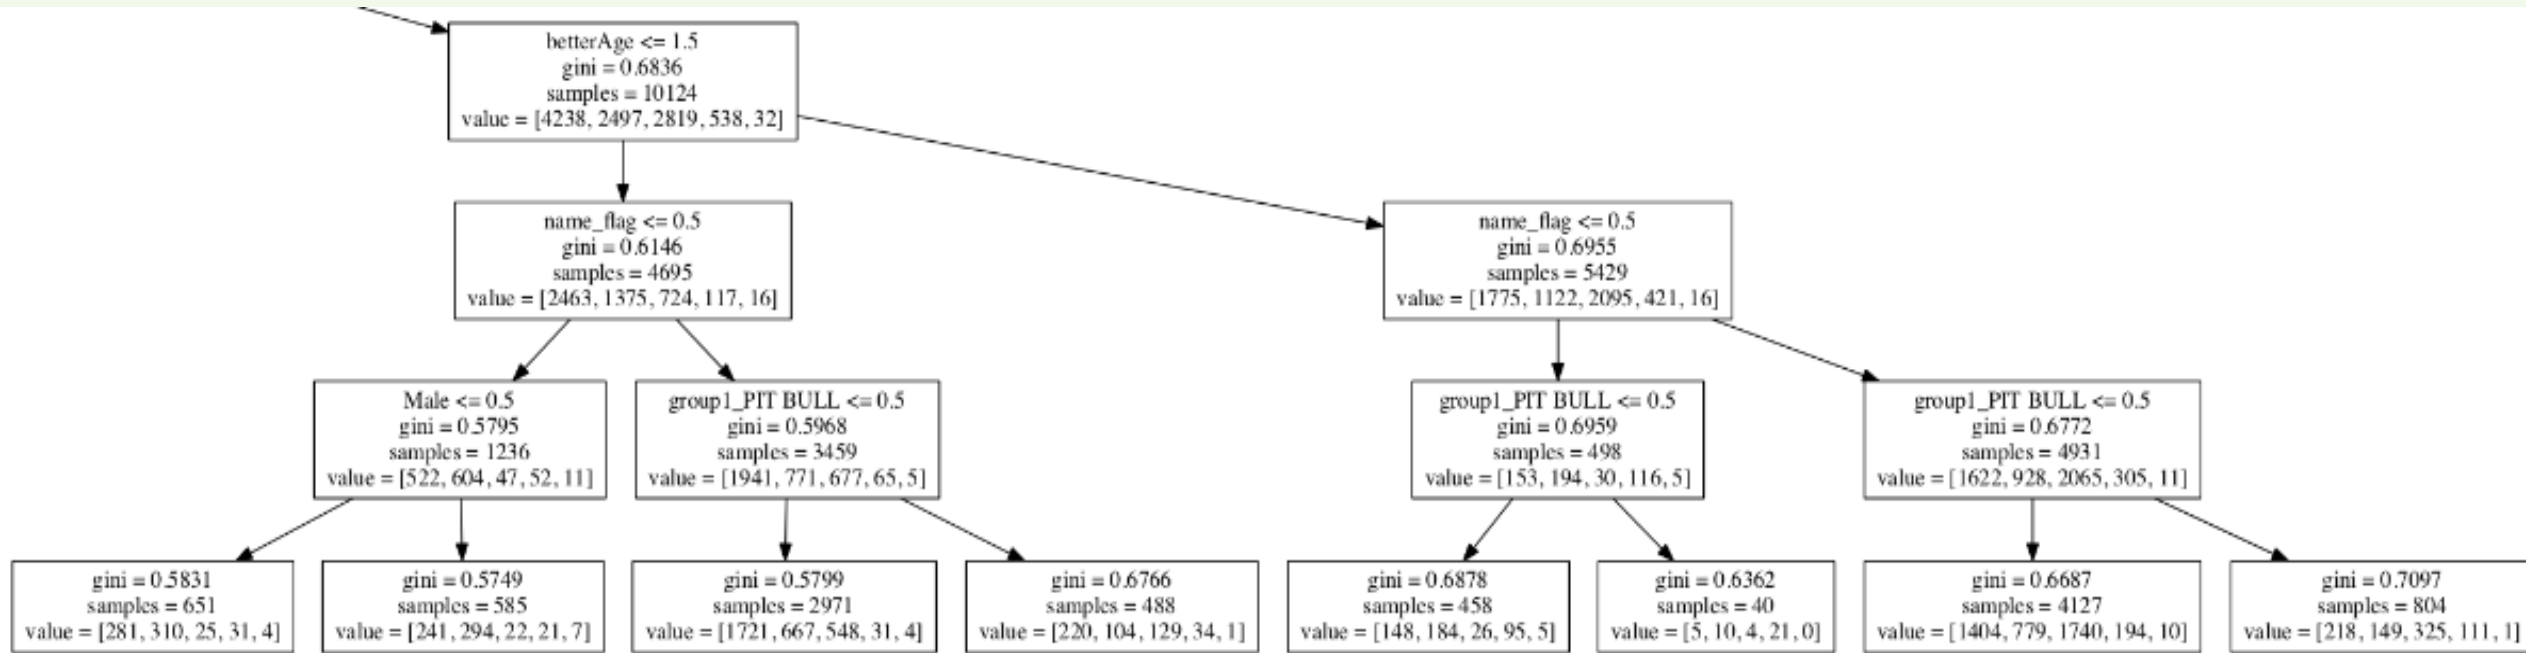 betterAge <= 1.5
gini = 0.6836
samples = 10124
value = [4238, 2497, 2819, 538, 32]
name_flag <= 0.5
gini = 0.6146
samples = 4695
value = [2463, 1375, 724, 117, 16]
name_flag <= 0.5
gini = 0.6955
samples = 5429
value = [1775, 1122, 2095, 421, 16]
Male <= 0.5
gini = 0.5795
samples = 1236
value = [522, 604, 47, 52, 11]
group1_PIT BULL <= 0.5
gini = 0.5968
samples = 3459
value = [1941, 771, 677, 65, 5]
group1_PIT BULL <= 0.5
gini = 0.6959
samples = 498
value = [153, 194, 30, 116, 5]
group1_PIT BULL <= 0.5
gini = 0.6772
samples = 4931
value = [1622, 928, 2065, 305, 11]
gini = 0.5831
samples = 651
value = [281, 310, 25, 31, 4]
gini = 0.5749
samples = 585
value = [241, 294, 22, 21, 7]
gini = 0.5799
samples = 2971
value = [1721, 667, 548, 31, 4]
gini = 0.6766
samples = 488
value = [220, 104, 129, 34, 1]
gini = 0.6878
samples = 458
value = [148, 184, 26, 95, 5]
gini = 0.6362
samples = 40
value = [5, 10, 4, 21, 0]
gini = 0.6687
samples = 4127
value = [1404, 779, 1740, 194, 10]
gini = 0.7097
samples = 804
value = [218, 149, 325, 111, 1]